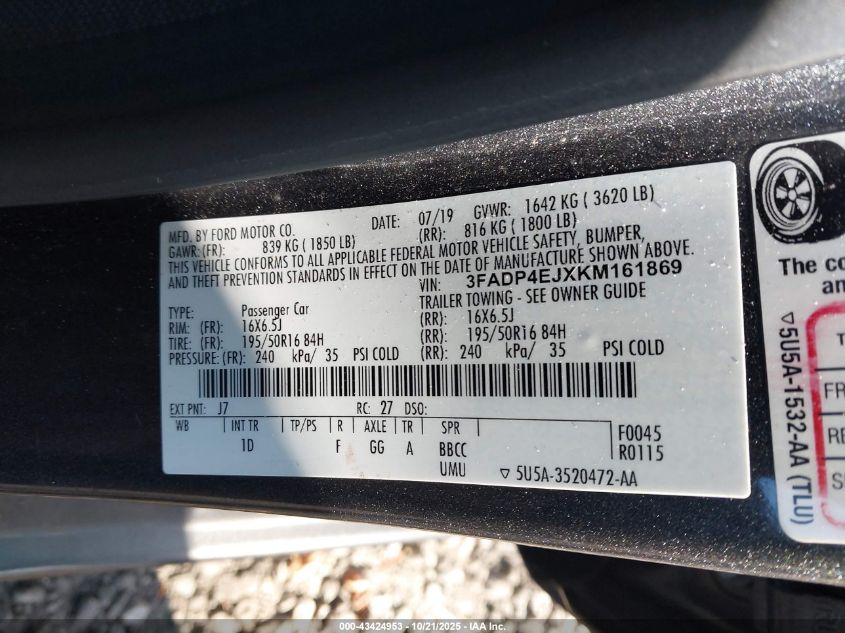 MFD. BY FORD MOTOR CO. DATE: 07/19 GVWR: 1642 KG ( 3620 LB)
GAWR: (FR): 839 KG ( 1850 LB) (RR): 816 KG ( 1800 LB)
THIS VEHICLE CONFORMS TO ALL APPLICABLE FEDERAL MOTOR VEHICLE SAFETY, BUMPER,
AND THEFT PREVENTION STANDARDS IN EFFECT ON THE DATE OF MANUFACTURE SHOWN ABOVE.
VIN: 3FADP4EJXKM161869
TYPE: Passenger Car TRAILER TOWING - SEE OWNER GUIDE
RIM: (FR): 16X6.5J (RR): 16X6.5J
TIRE: (FR): 195/50R16 84H (RR): 195/50R16 84H
PRESSURE: (FR): 240 kPa/ 35 PSI COLD (RR): 240 kPa/ 35 PSI COLD
EXT PNT: J7 RC: 27 DSO:
WB INT TR TP/PS R AXLE TR SPR
1D F GG A BBCC
UMU
F0045
R0115
▽ 5U5A-3520472-AA
The co
an
▽ 5U5A-1532-AA (TLU)
T
FR
RE
S
000-43424953 - 10/21/2025 - IAA Inc.